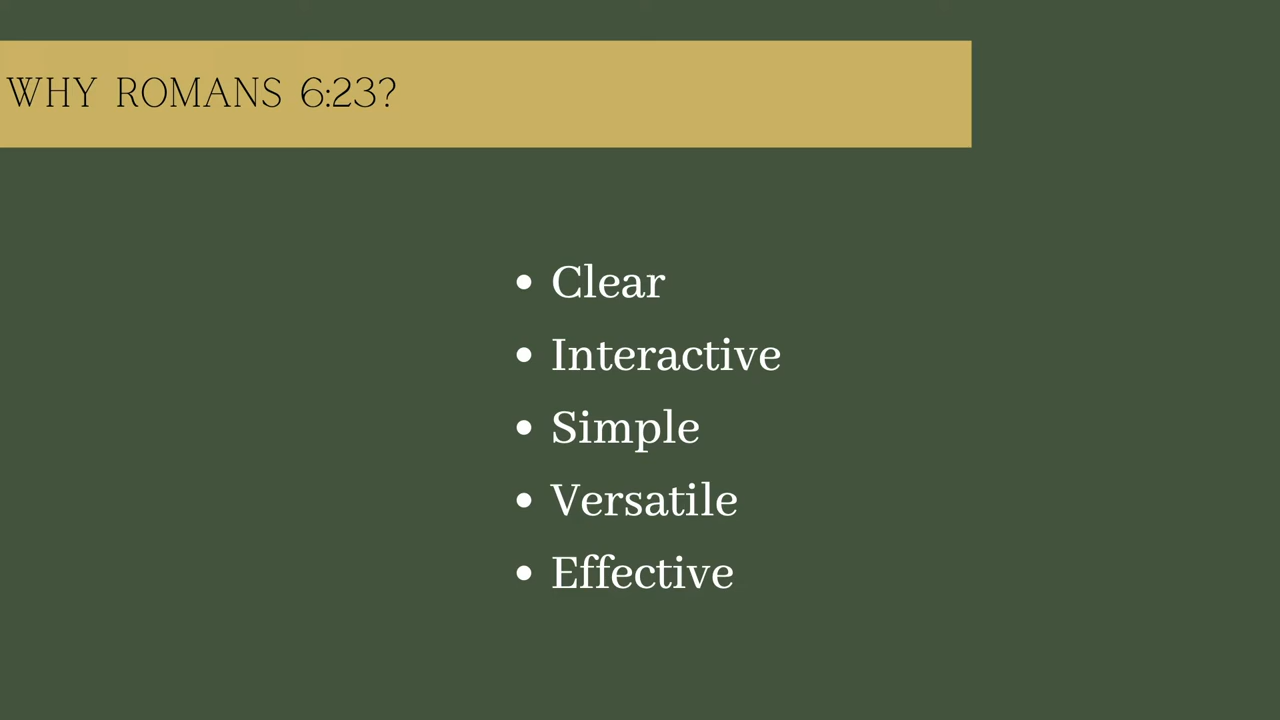 WHY ROMANS 6:23?
• Clear
• Interactive
• Simple
• Versatile
• Effective